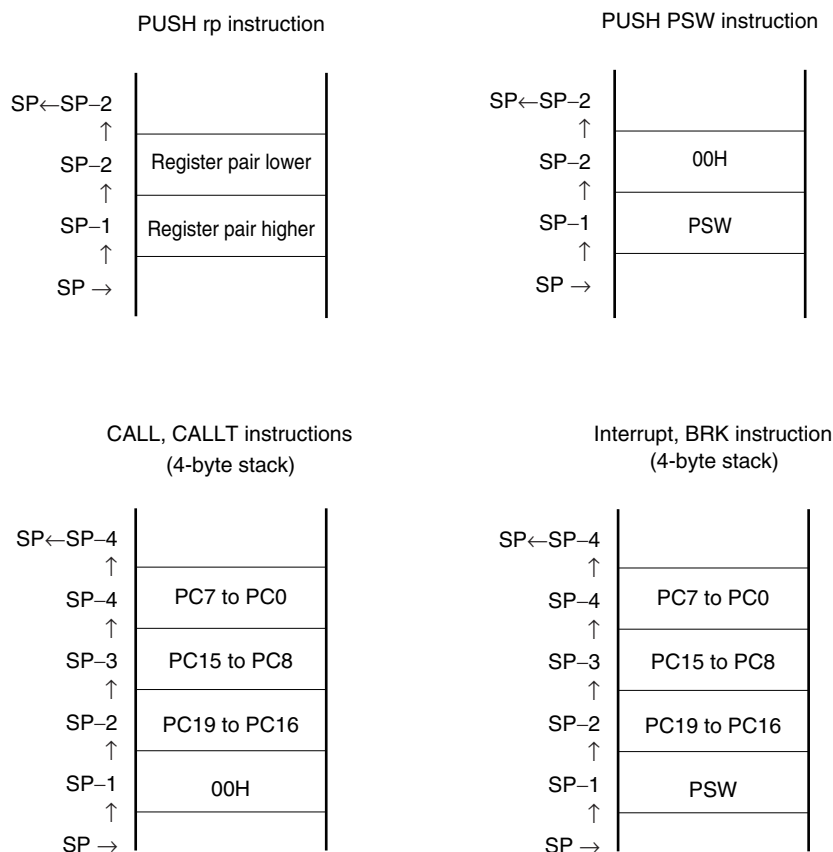 PUSH rp instruction
SP←SP–2
↑
SP–2
Register pair lower
↑
SP–1
Register pair higher
↑
SP →
PUSH PSW instruction
SP←SP–2
↑
SP–2
00H
↑
SP–1
PSW
↑
SP →
CALL, CALLT instructions
(4-byte stack)
SP←SP–4
↑
SP–4
PC7 to PC0
↑
SP–3
PC15 to PC8
↑
SP–2
PC19 to PC16
↑
SP–1
00H
↑
SP →
Interrupt, BRK instruction
(4-byte stack)
SP←SP–4
↑
SP–4
PC7 to PC0
↑
SP–3
PC15 to PC8
↑
SP–2
PC19 to PC16
↑
SP–1
PSW
↑
SP →